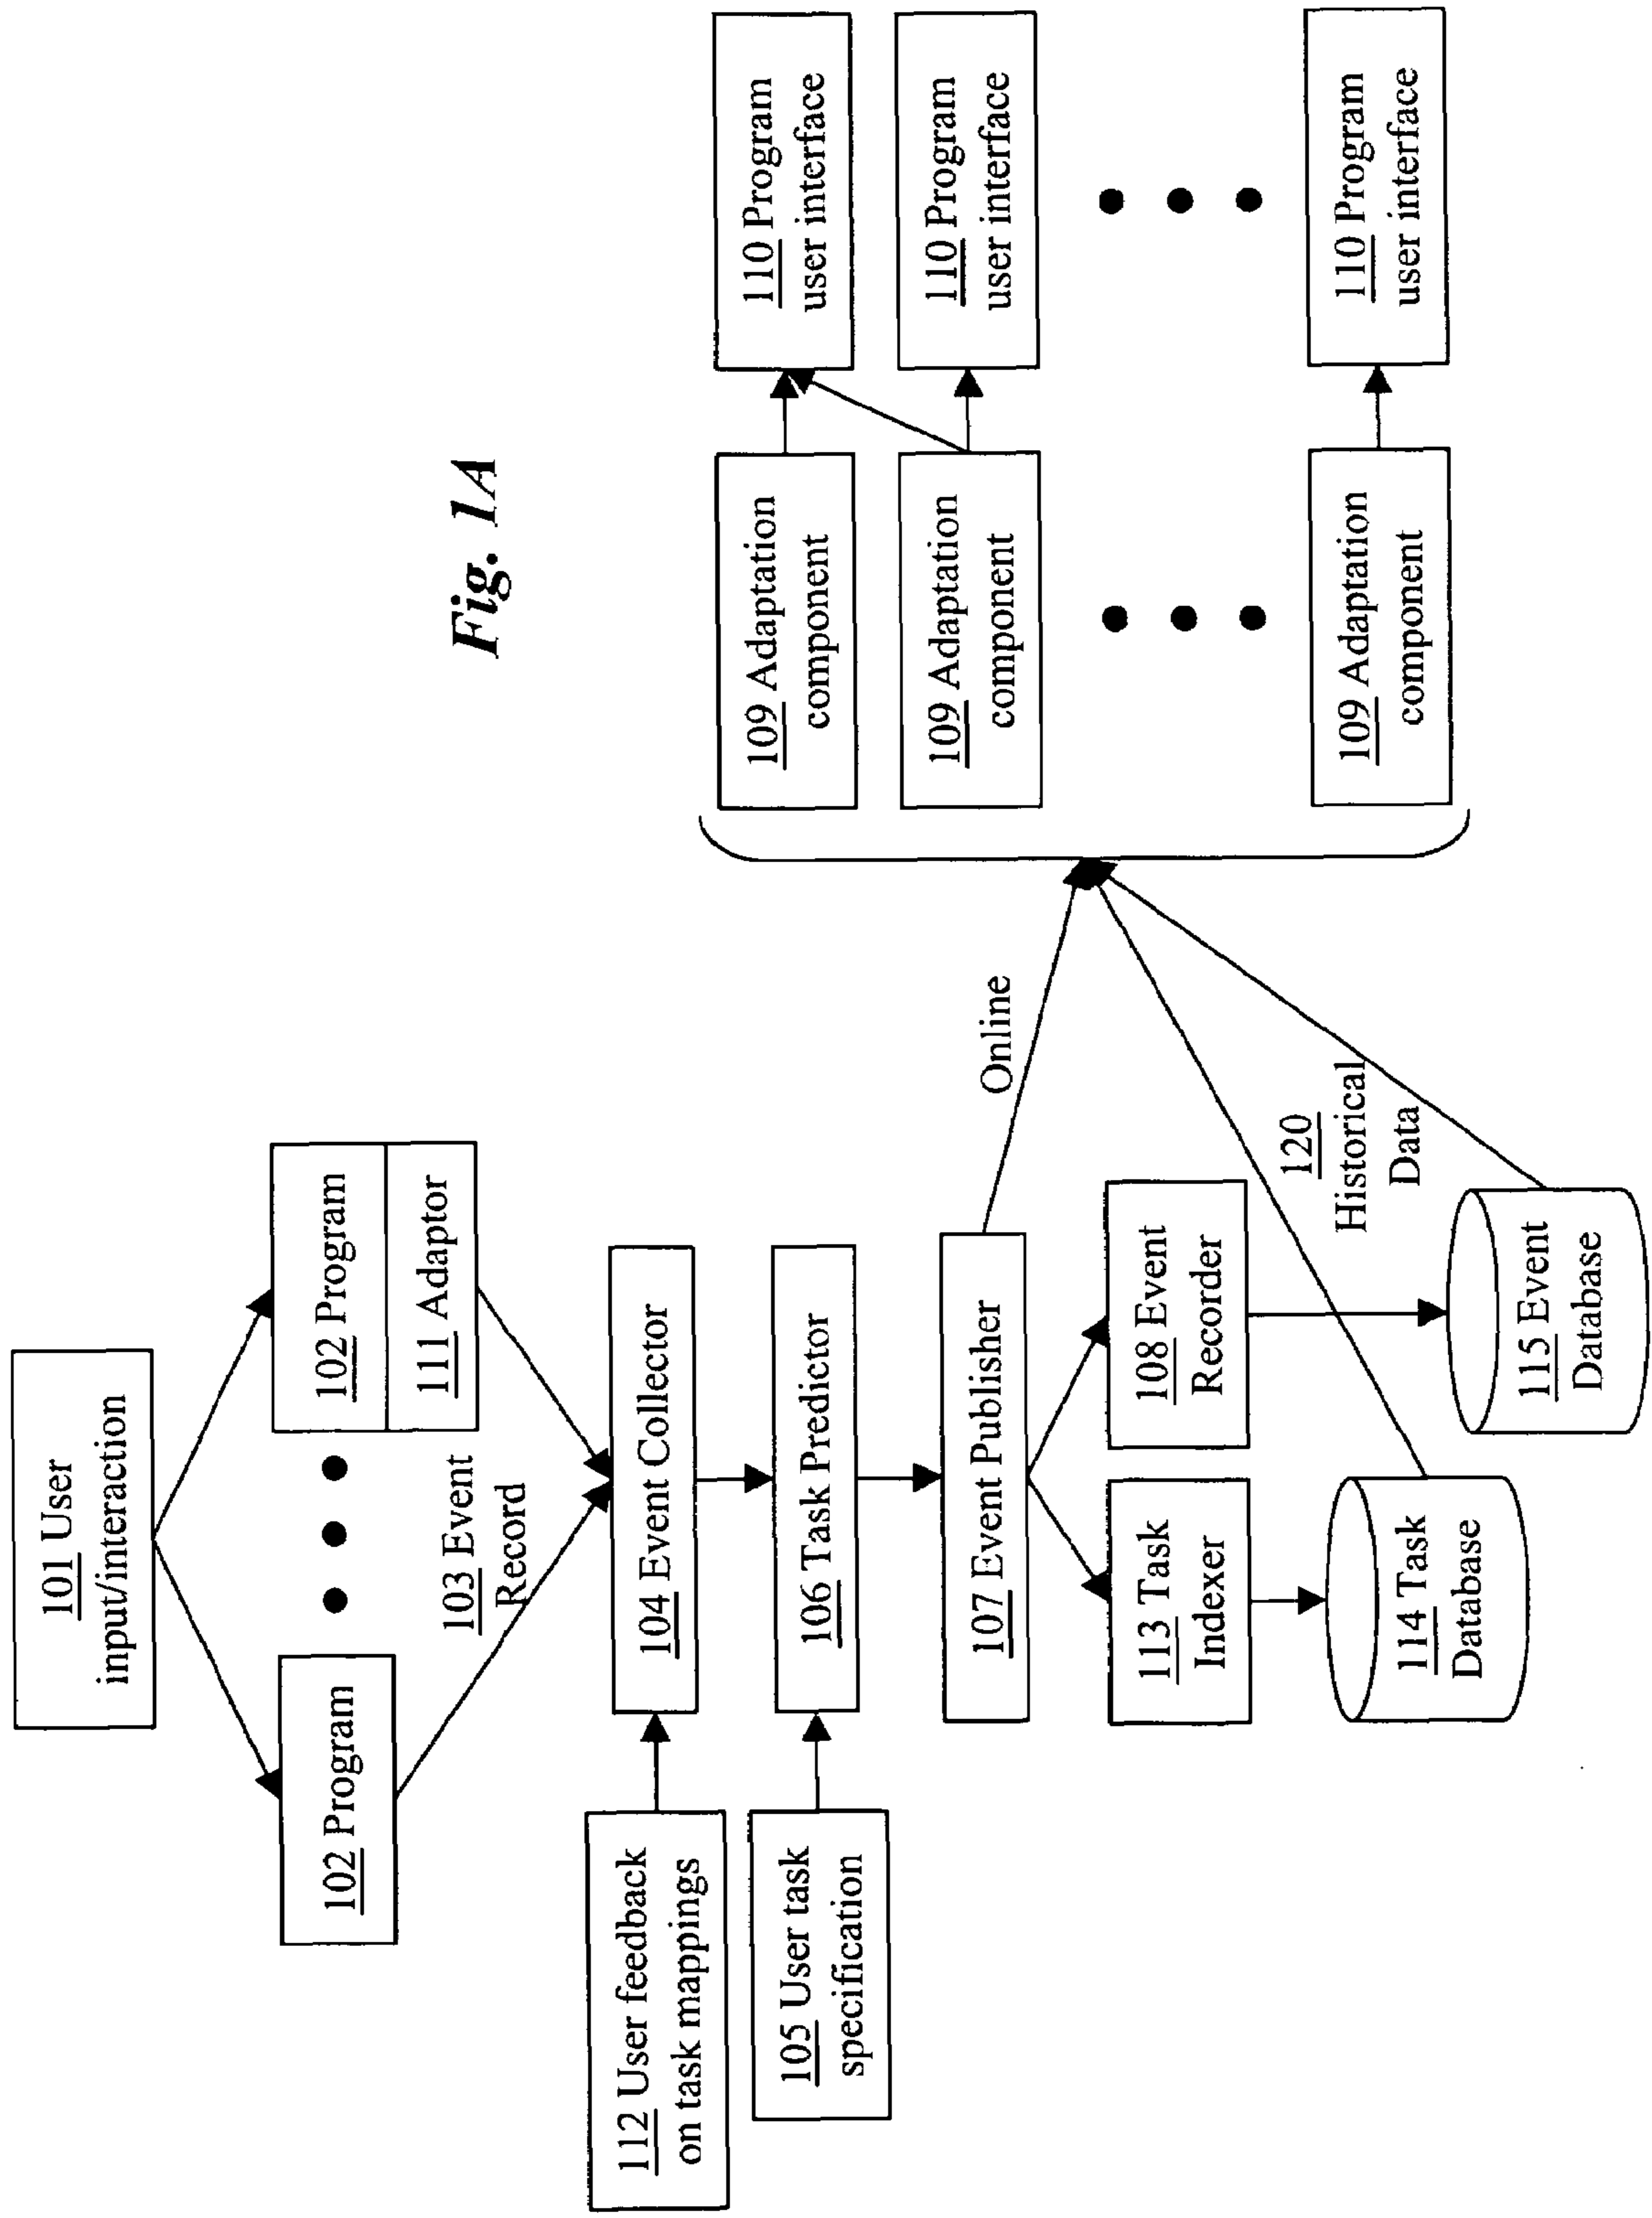 101 User
input/interaction
102 Program
102 Program
111 Adaptor
103 Event
Record
112 User feedback
on task mappings
104 Event Collector
105 User task
specification
106 Task Predictor
107 Event Publisher
113 Task
Indexer
108 Event
Recorder
114 Task
Database
115 Event
Database
Online
120
Historical
Data
Fig. 1A
109 Adaptation
component
110 Program
user interface
109 Adaptation
component
110 Program
user interface
109 Adaptation
component
110 Program
user interface